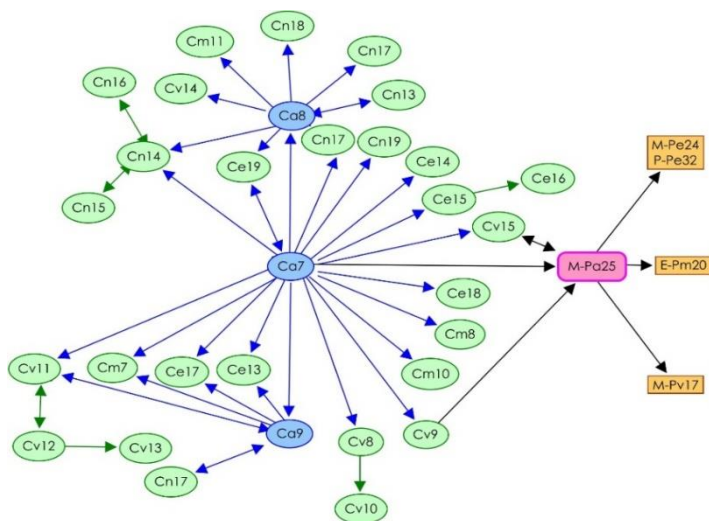 Cn18
Cm11
Cn17
Cn16
Cv14
Cn13
Ca8
Cn17
Cn19
Cn14
Ce19
Ce14
M-Pe24
P-Pe32
Ce15
Ce16
Cn15
Cv15
Ca7
M-Pa25
E-Pm20
Ce18
Cm8
Cv11
Cm7
Ce17
Ce13
Cm10
M-Pv17
Cv12
Cv13
Ca9
Cv8
Cv9
Cn17
Cv10